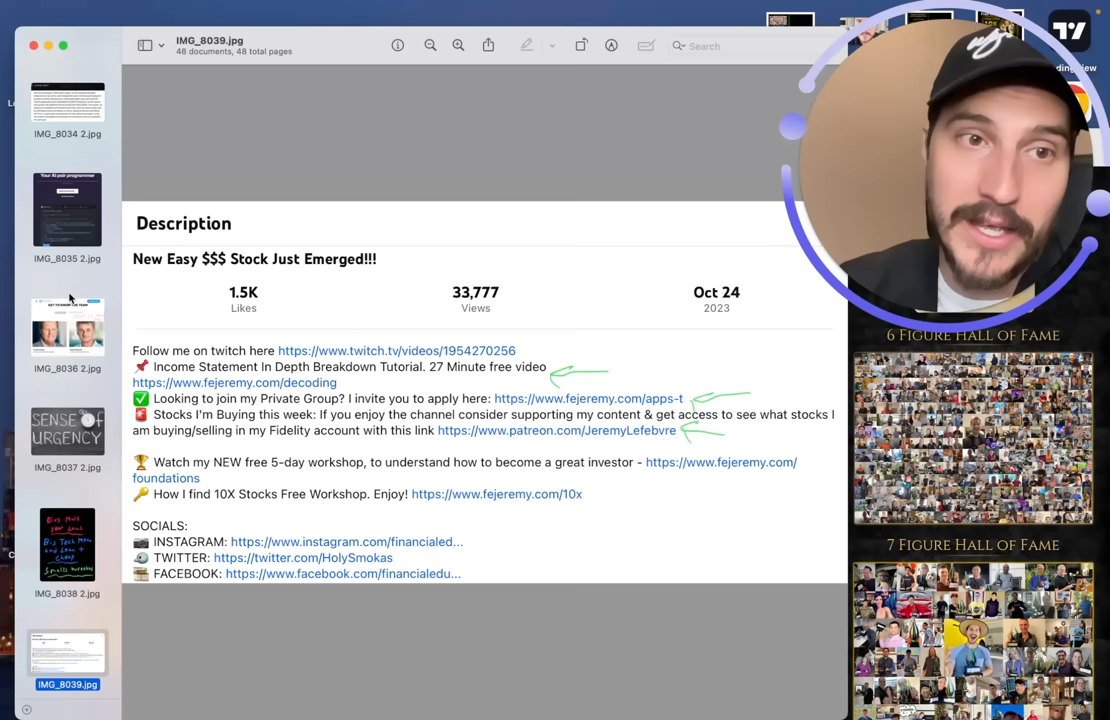 IMG_8039.jpg
48 documents, 48 total pages
Search
IMG_8034 2.jpg
Your AI pair programmer
IMG_8035 2.jpg
GET TO KNOW THE TEAM
IMG_8036 2.jpg
SENSE of
URGENCY
IMG_8037 2.jpg
IMG_8038 2.jpg
IMG_8039.jpg
Description
New Easy $$$ Stock Just Emerged!!!
1.5K
Likes
33,777
Views
Oct 24
2023
Follow me on twitch here https://www.twitch.tv/videos/1954270256
📌 Income Statement In Depth Breakdown Tutorial. 27 Minute free video
https://www.fejeremy.com/decoding
✅ Looking to join my Private Group? I invite you to apply here: https://www.fejeremy.com/apps-t
🚨 Stocks I'm Buying this week: If you enjoy the channel consider supporting my content & get access to see what stocks I
am buying/selling in my Fidelity account with this link https://www.patreon.com/JeremyLefebvre
🏆 Watch my NEW free 5-day workshop, to understand how to become a great investor - https://www.fejeremy.com/
foundations
🔑 How I find 10X Stocks Free Workshop. Enjoy! https://www.fejeremy.com/10x
SOCIALS:
📷 INSTAGRAM: https://www.instagram.com/financialed...
TWITTER: https://twitter.com/HolySmokas
FACEBOOK: https://www.facebook.com/financialedu...
6 FIGURE HALL OF FAME
7 FIGURE HALL OF FAME